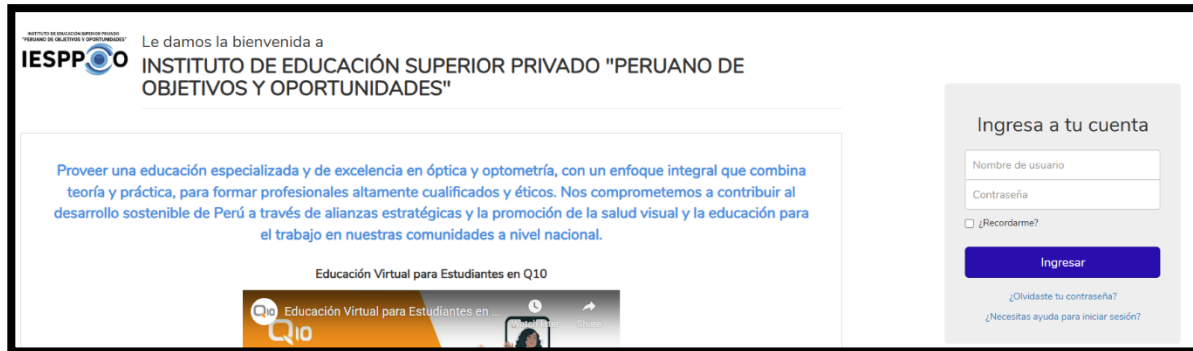 INSTITUTO DE EDUCACIÓN SUPERIOR PRIVADO
"PERUANO DE OBJETIVOS Y OPORTUNIDADES"
IESPPOO
Le damos la bienvenida a
INSTITUTO DE EDUCACIÓN SUPERIOR PRIVADO "PERUANO DE
OBJETIVOS Y OPORTUNIDADES"
Proveer una educación especializada y de excelencia en óptica y optometría, con un enfoque integral que combina
teoría y práctica, para formar profesionales altamente cualificados y éticos. Nos comprometemos a contribuir al
desarrollo sostenible de Perú a través de alianzas estratégicas y la promoción de la salud visual y la educación para
el trabajo en nuestras comunidades a nivel nacional.
Educación Virtual para Estudiantes en Q10
Q10 Educación Virtual para Estudiantes en ...
Watch later Share
Q10
Ingresa a tu cuenta
Nombre de usuario
Contraseña
¿Recordarme?
Ingresar
¿Olvidaste tu contraseña?
¿Necesitas ayuda para iniciar sesión?